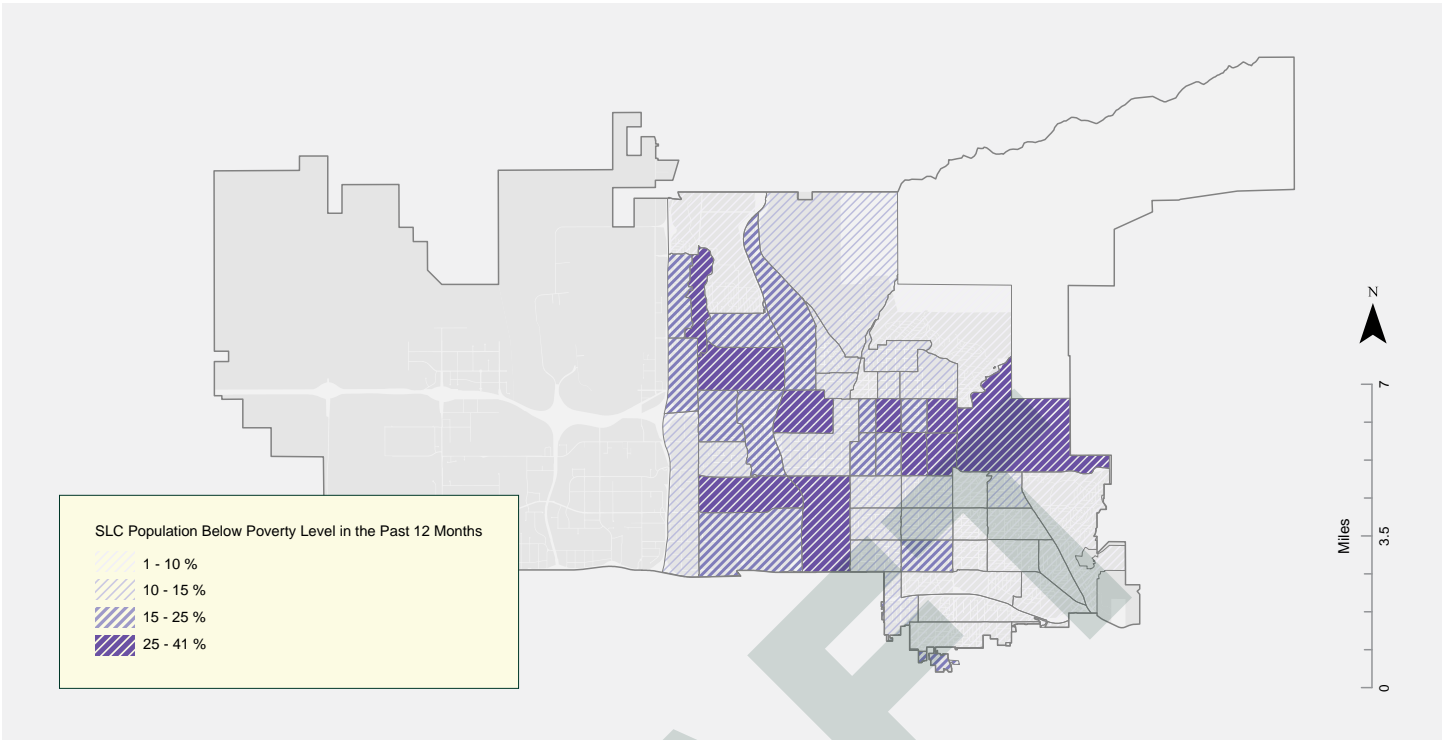 N
7
3.5
Miles
0
SLC Population Below Poverty Level in the Past 12 Months
1 - 10 %
10 - 15 %
15 - 25 %
25 - 41 %